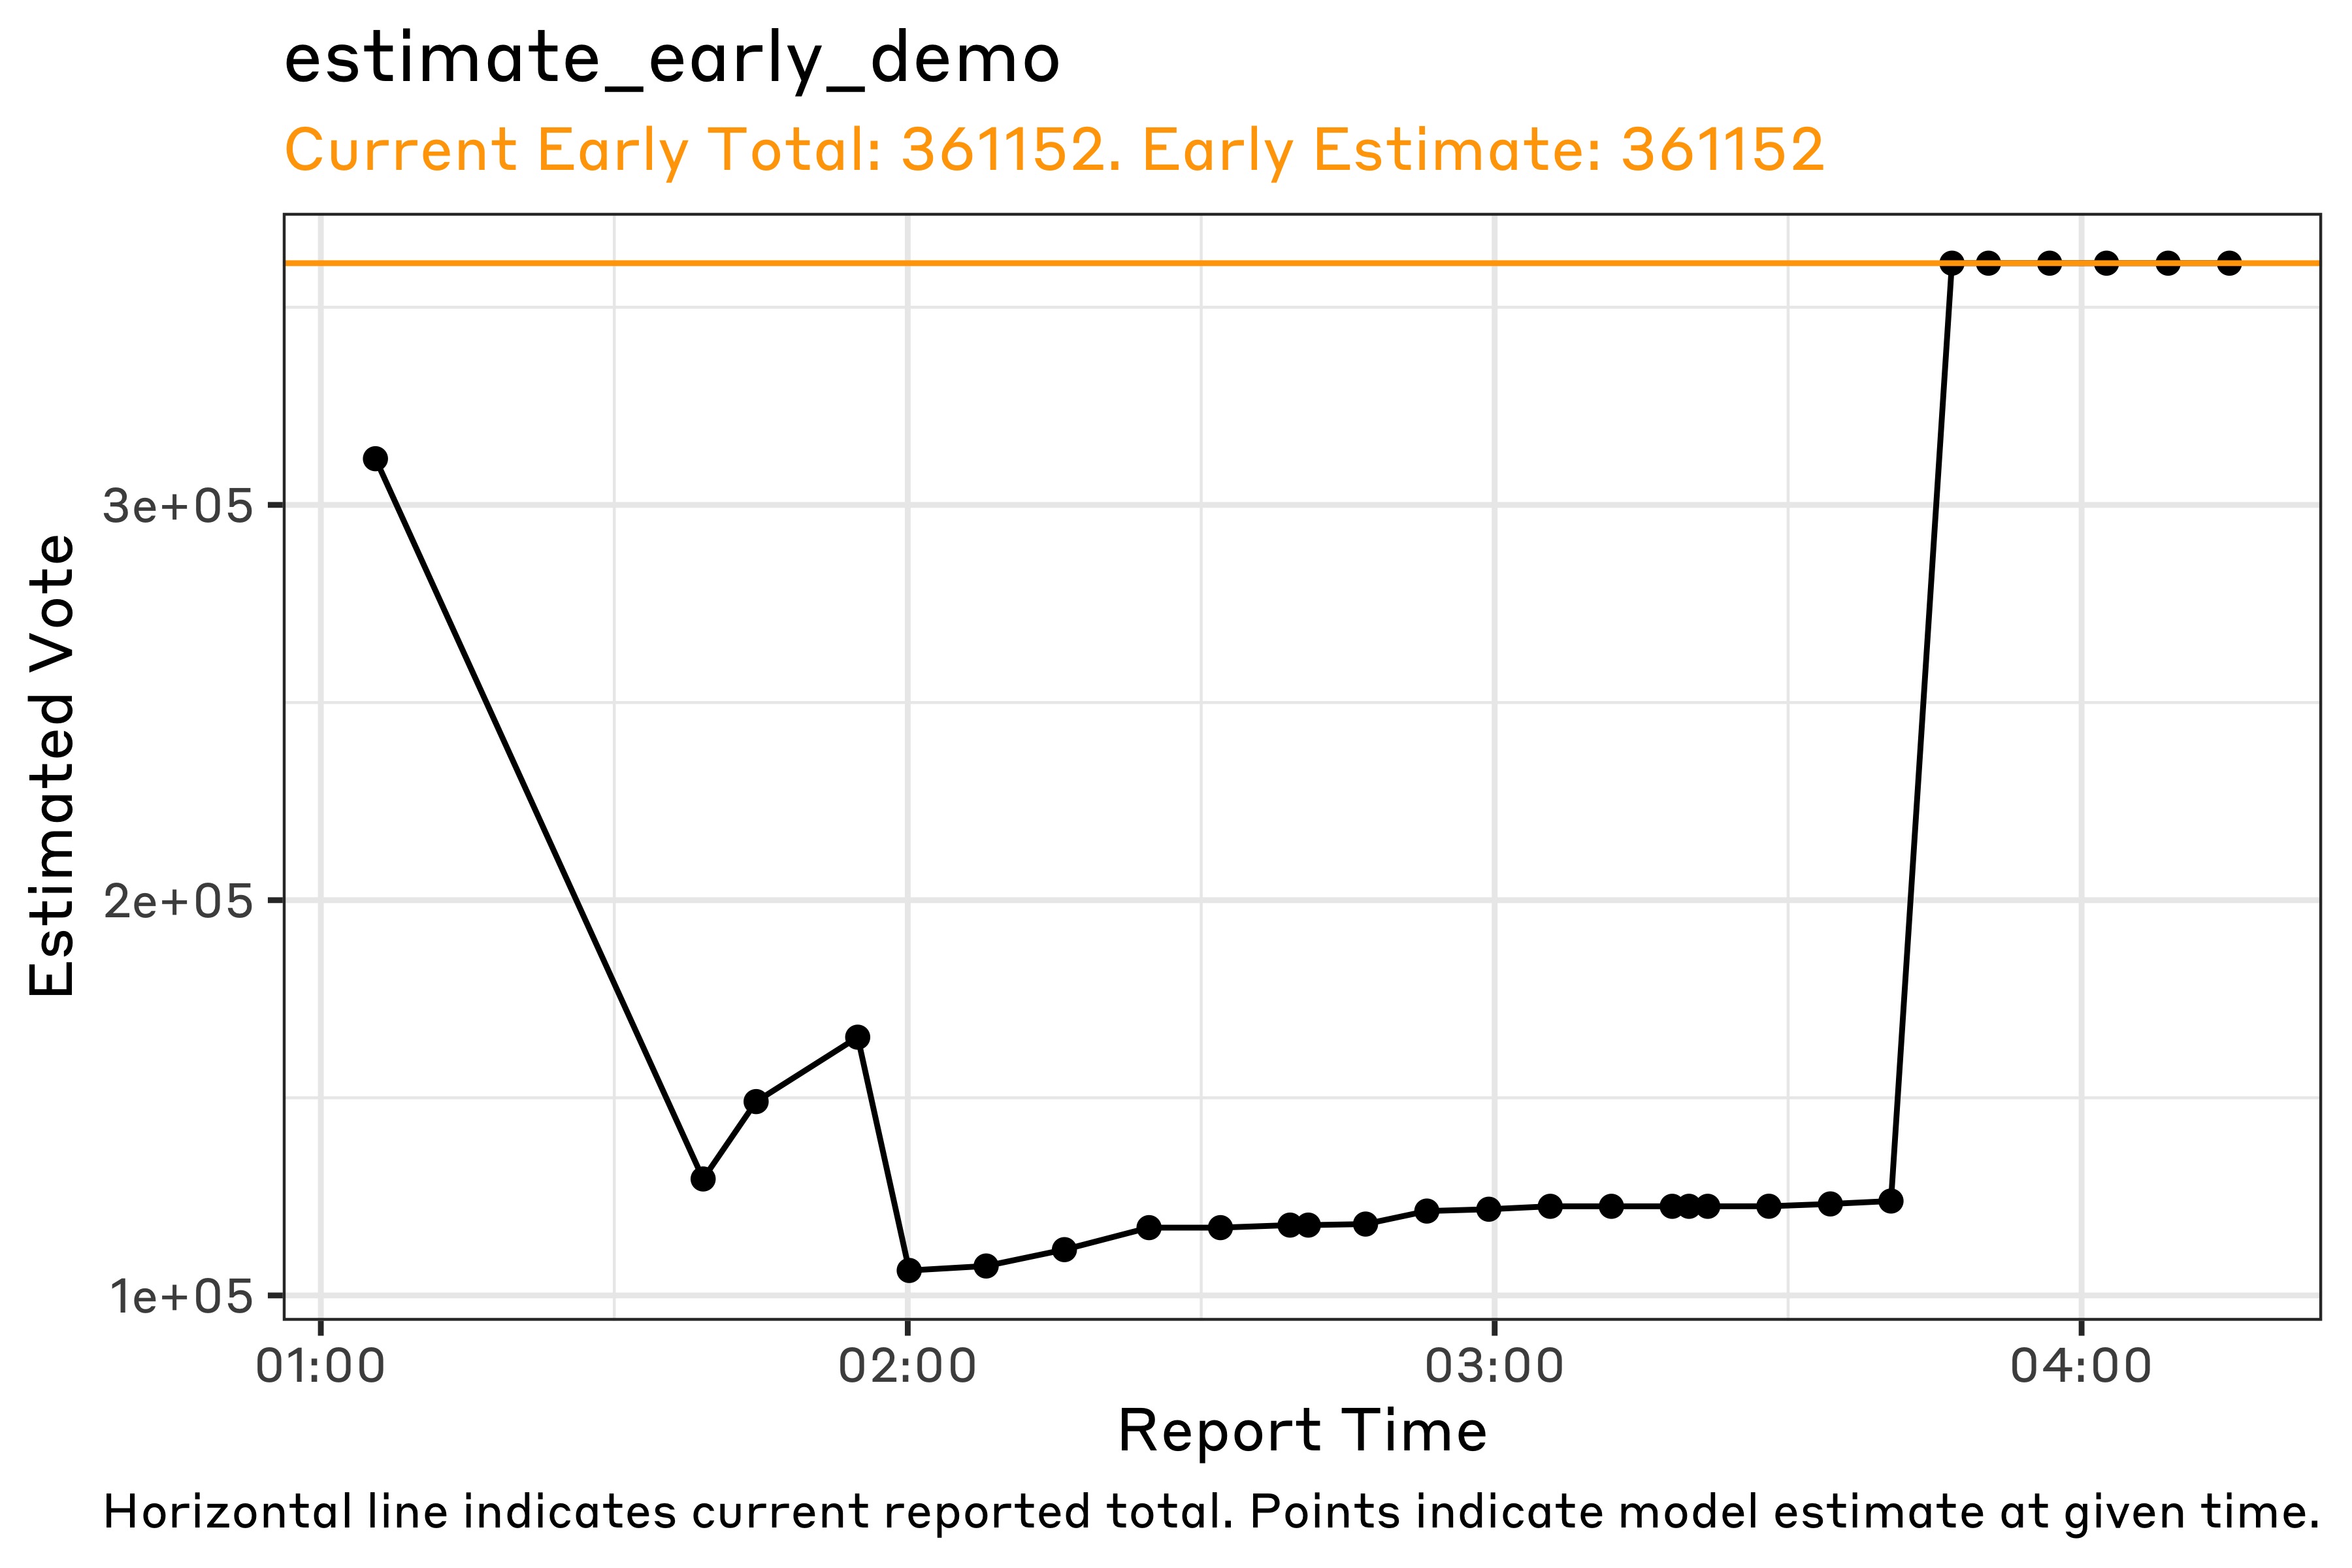 estimate_early_demo
Current Early Total: 361152. Early Estimate: 361152
Estimated Vote
3e+05
2e+05
1e+05
01:00 02:00 03:00 04:00
Report Time
Horizontal line indicates current reported total. Points indicate model estimate at given time.